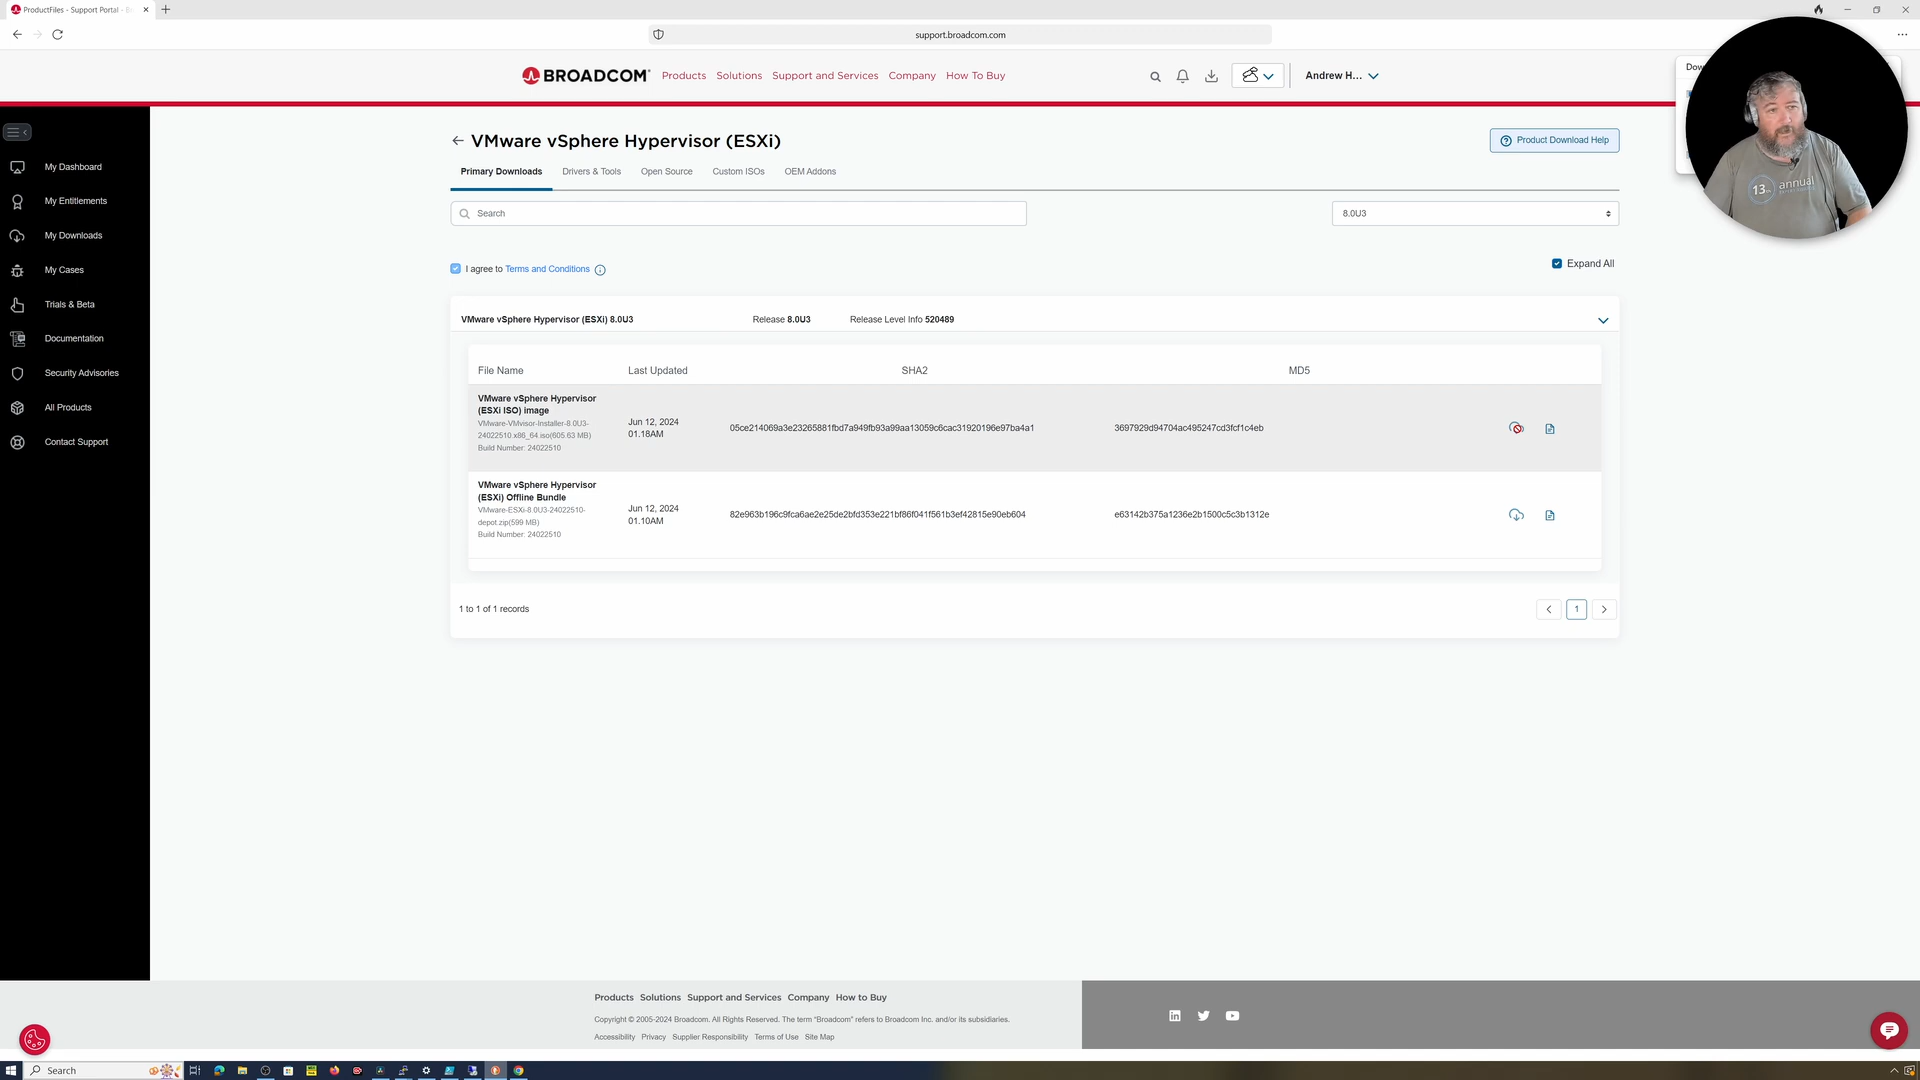 ProductFiles - Support Portal - B
support.broadcom.com
BROADCOM
Products Solutions Support and Services Company How To Buy
Andrew H...
My Dashboard
My Entitlements
My Downloads
My Cases
Trials & Beta
Documentation
Security Advisories
All Products
Contact Support
VMware vSphere Hypervisor (ESXi)
Product Download Help
Primary Downloads Drivers & Tools Open Source Custom ISOs OEM Addons
Search
8.0U3
I agree to Terms and Conditions
Expand All
VMware vSphere Hypervisor (ESXi) 8.0U3 Release 8.0U3 Release Level Info 520489
File Name Last Updated SHA2 MD5
VMware vSphere Hypervisor
(ESXi ISO) image
VMware-VMvisor-Installer-8.0U3-
24022510.x86_64.iso(605.63 MB)
Build Number: 24022510
Jun 12, 2024
01.18AM
05ce214069a3e23265881fbd7a949fb93a99aa13059c6cac31920196e97ba4a1
3697929d94704ac495247cd3fcf1c4eb
VMware vSphere Hypervisor
(ESXi) Offline Bundle
VMware-ESXi-8.0U3-24022510-
depot.zip(599 MB)
Build Number: 24022510
Jun 12, 2024
01.10AM
82e963b196c9fca6ae2e25de2bfd353e221bf86f041f561b3ef42815e90eb604
e63142b375a1236e2b1500c5c3b1312e
1 to 1 of 1 records
1
13th annual
Products Solutions Support and Services Company How to Buy
Copyright © 2005-2024 Broadcom. All Rights Reserved. The term “Broadcom” refers to Broadcom Inc. and/or its subsidiaries.
Accessibility Privacy Supplier Responsibility Terms of Use Site Map
Search